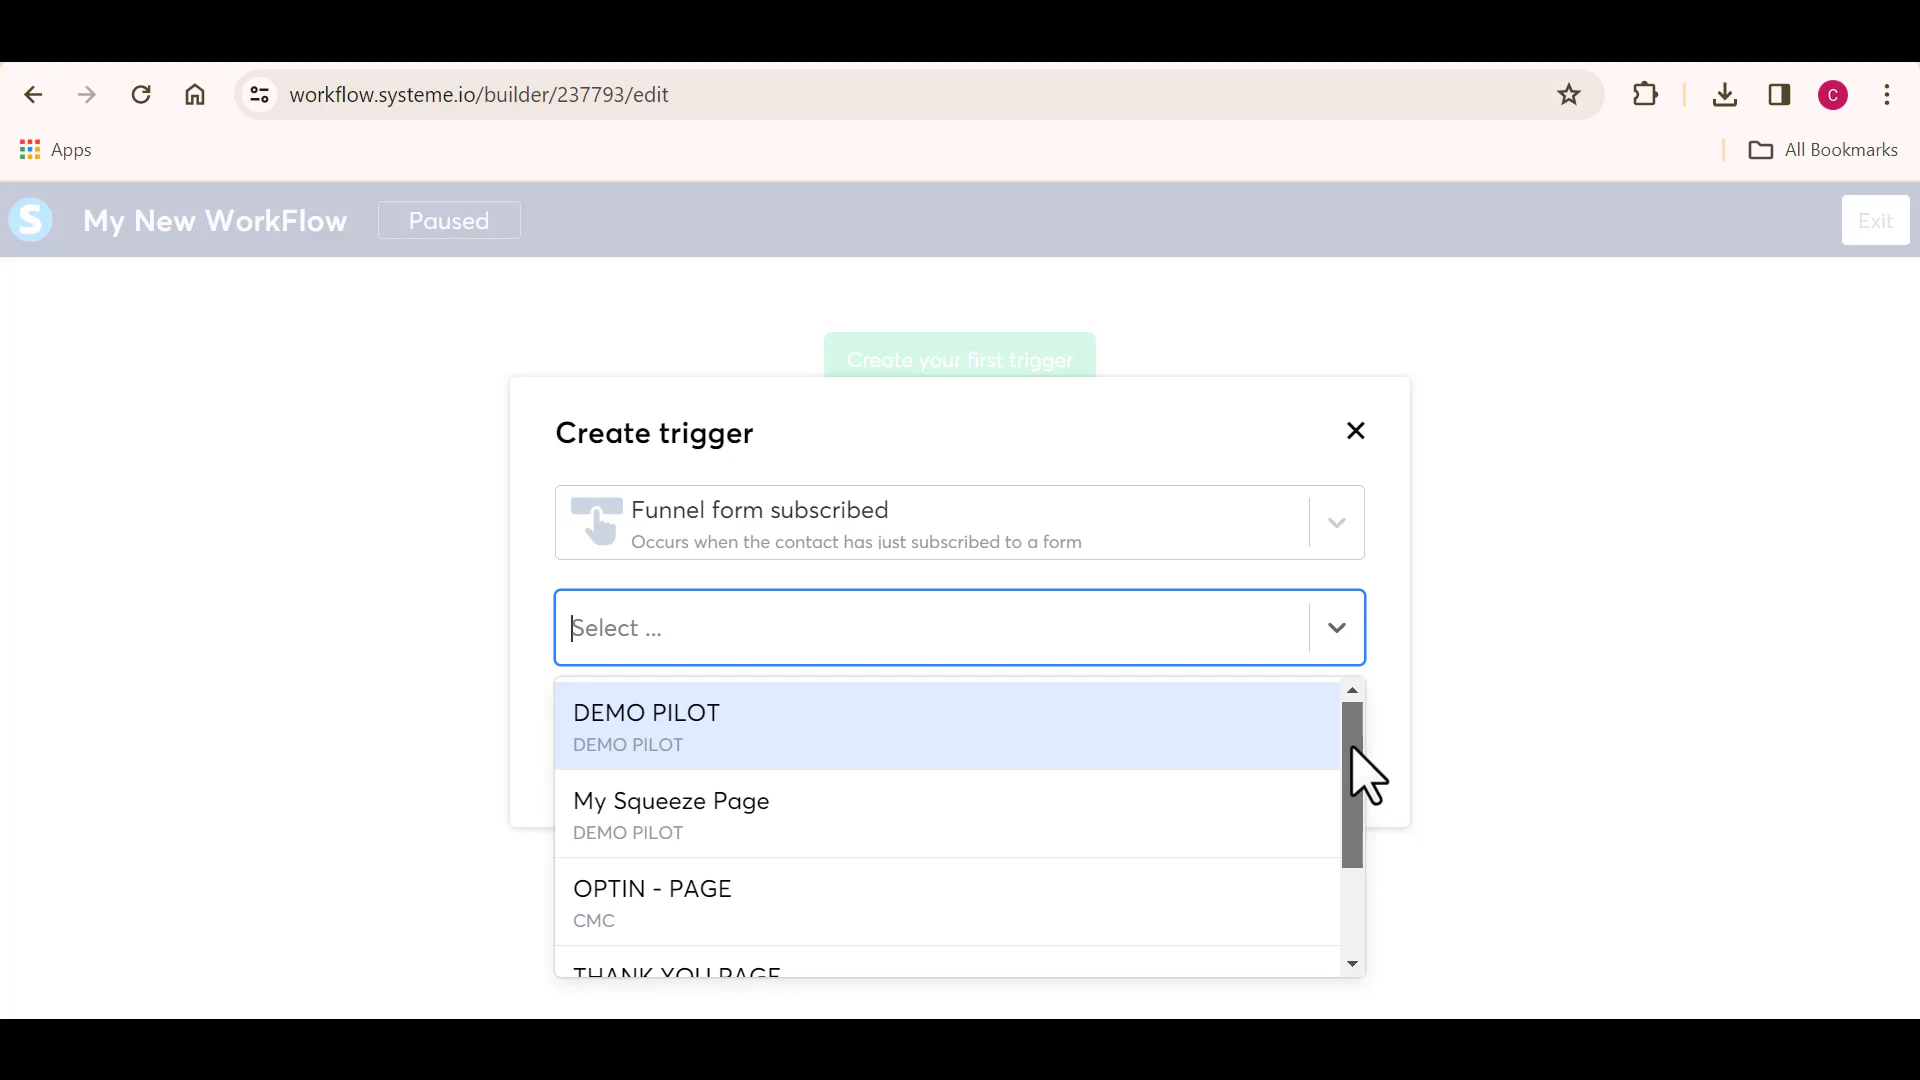 workflow.systeme.io/builder/237793/edit
C
Apps
All Bookmarks
S
My New WorkFlow
Paused
Exit
Create your first trigger
Create trigger
Funnel form subscribed
Occurs when the contact has just subscribed to a form
Select ...
DEMO PILOT
DEMO PILOT
My Squeeze Page
DEMO PILOT
OPTIN - PAGE
CMC
THANK YOU PAGE